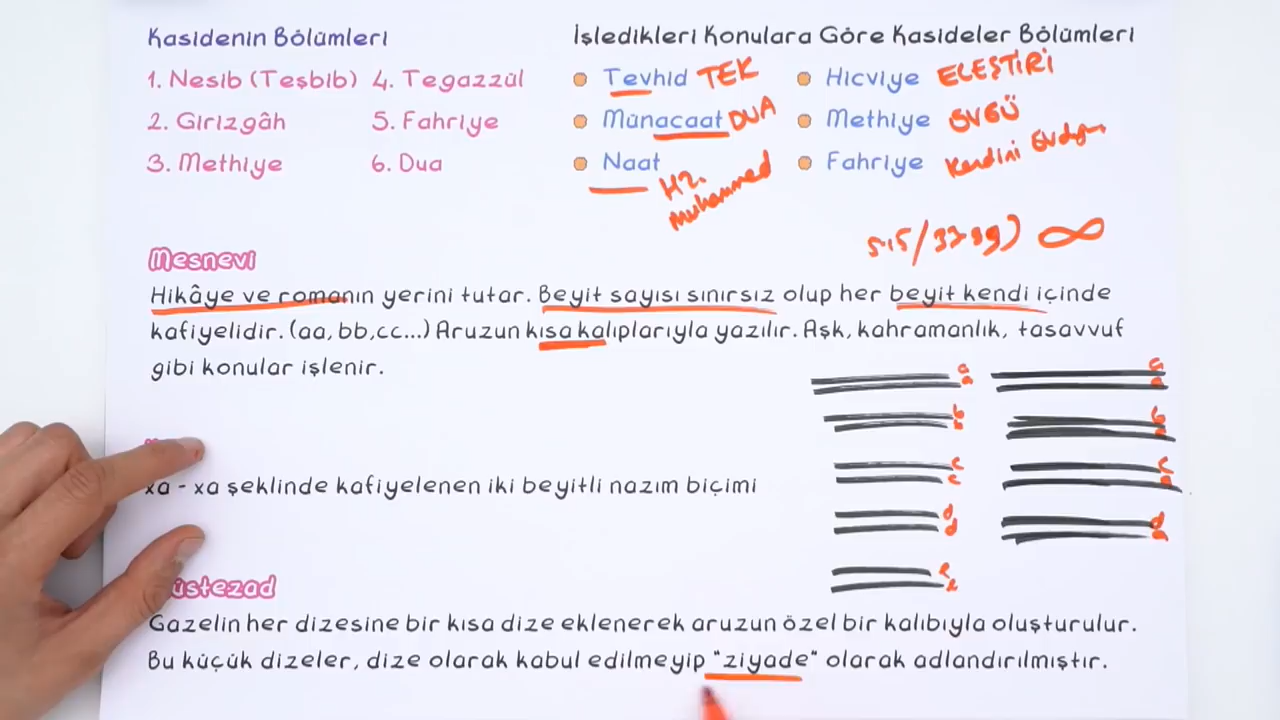 Kasidenin Bölümleri
1. Nesib (Teşbib) 4. Tegazzül
2. Girizgâh 5. Fahriye
3. Methiye 6. Dua
İşledikleri Konulara Göre Kasideler Bölümleri
Tevhid TEK
Münacaat DUA
Naat
Hz. Muhammed
Hicviye ELEŞTİRİ
Methiye ÖVGÜ
Fahriye Kendini
Mesnevi
Hikâye ve romanın yerini tutar. Beyit sayısı sınırsız olup her beyit kendi içinde
kafiyelidir. (aa, bb,cc...) Aruzun kısa kalıplarıyla yazılır. Aşk, kahramanlık, tasavvuf
gibi konular işlenir.
a a
a a
b b
b a
c c
c a
d d
d a
xa - xa şeklinde kafiyelenen iki beyitli nazım biçimi
üstezad
Gazelin her dizesine bir kısa dize eklenerek aruzun özel bir kalıbıyla oluşturulur.
Bu küçük dizeler, dize olarak kabul edilmeyip "ziyade" olarak adlandırılmıştır.